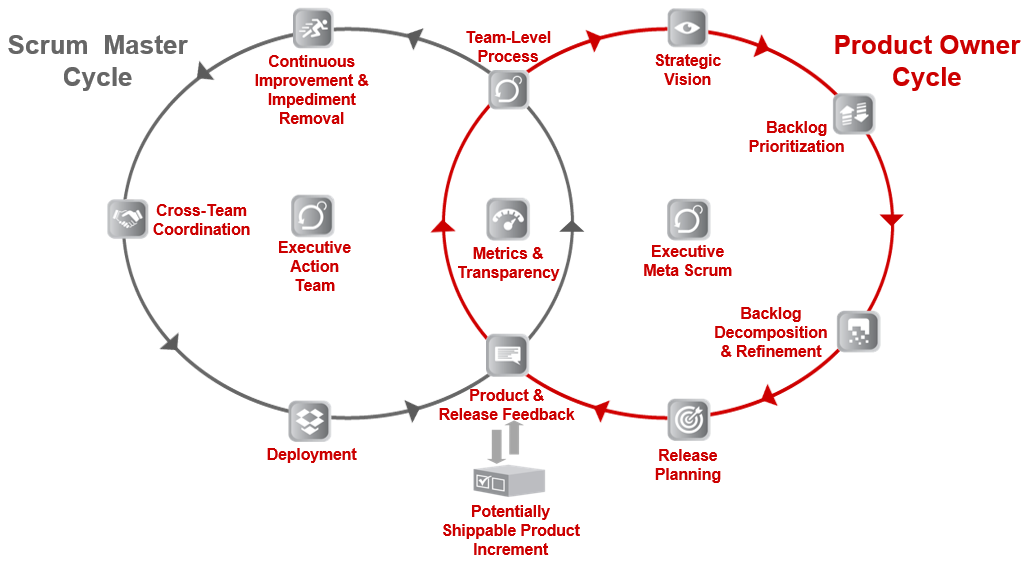 Scrum Master
Cycle
Continuous
Improvement &
Impediment
Removal
Team-Level
Process
Strategic
Vision
Product Owner
Cycle
Backlog
Prioritization
Cross-Team
Coordination
Executive
Action
Team
Metrics &
Transparency
Executive
Meta Scrum
Backlog
Decomposition
& Refinement
Deployment
Product &
Release Feedback
Release
Planning
Potentially
Shippable Product
Increment